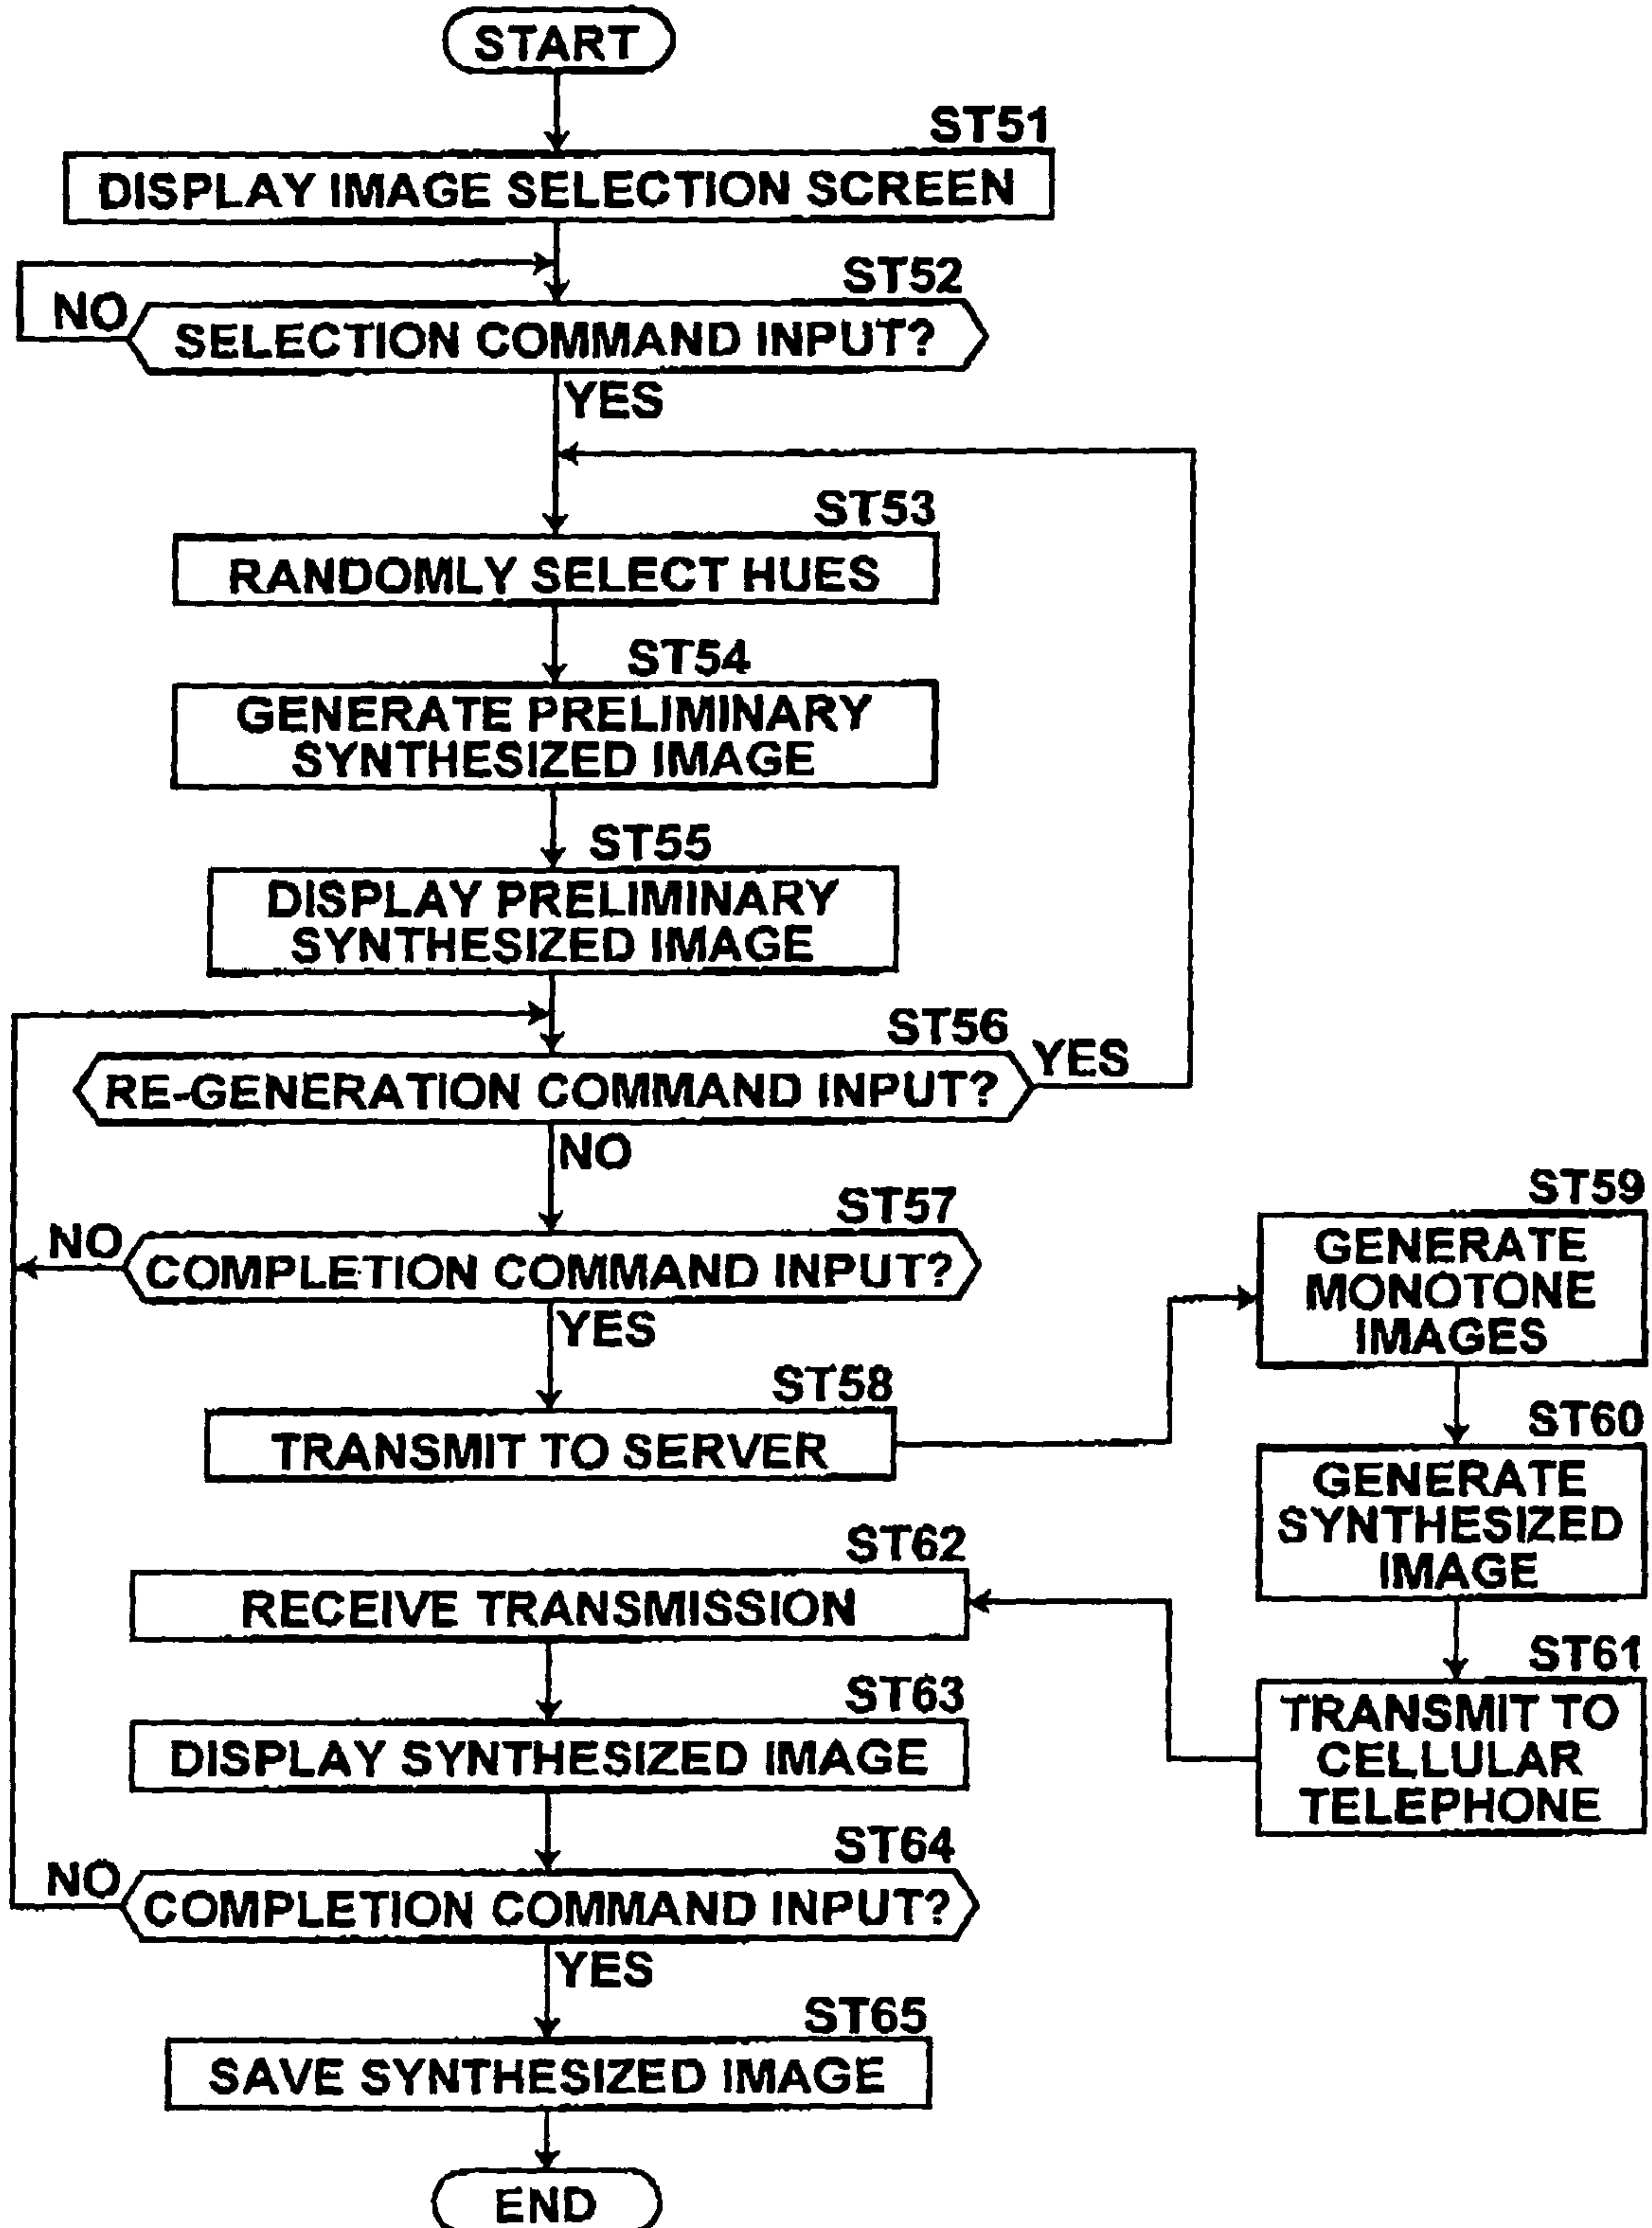 START
ST51
DISPLAY IMAGE SELECTION SCREEN
ST52
NO
SELECTION COMMAND INPUT?
YES
ST53
RANDOMLY SELECT HUES
ST54
GENERATE PRELIMINARY
SYNTHESIZED IMAGE
ST55
DISPLAY PRELIMINARY
SYNTHESIZED IMAGE
ST56
RE-GENERATION COMMAND INPUT?
YES
NO
ST57
NO
COMPLETION COMMAND INPUT?
YES
ST58
TRANSMIT TO SERVER
ST59
GENERATE
MONOTONE
IMAGES
ST60
GENERATE
SYNTHESIZED
IMAGE
ST61
TRANSMIT TO
CELLULAR
TELEPHONE
ST62
RECEIVE TRANSMISSION
ST63
DISPLAY SYNTHESIZED IMAGE
ST64
NO
COMPLETION COMMAND INPUT?
YES
ST65
SAVE SYNTHESIZED IMAGE
END